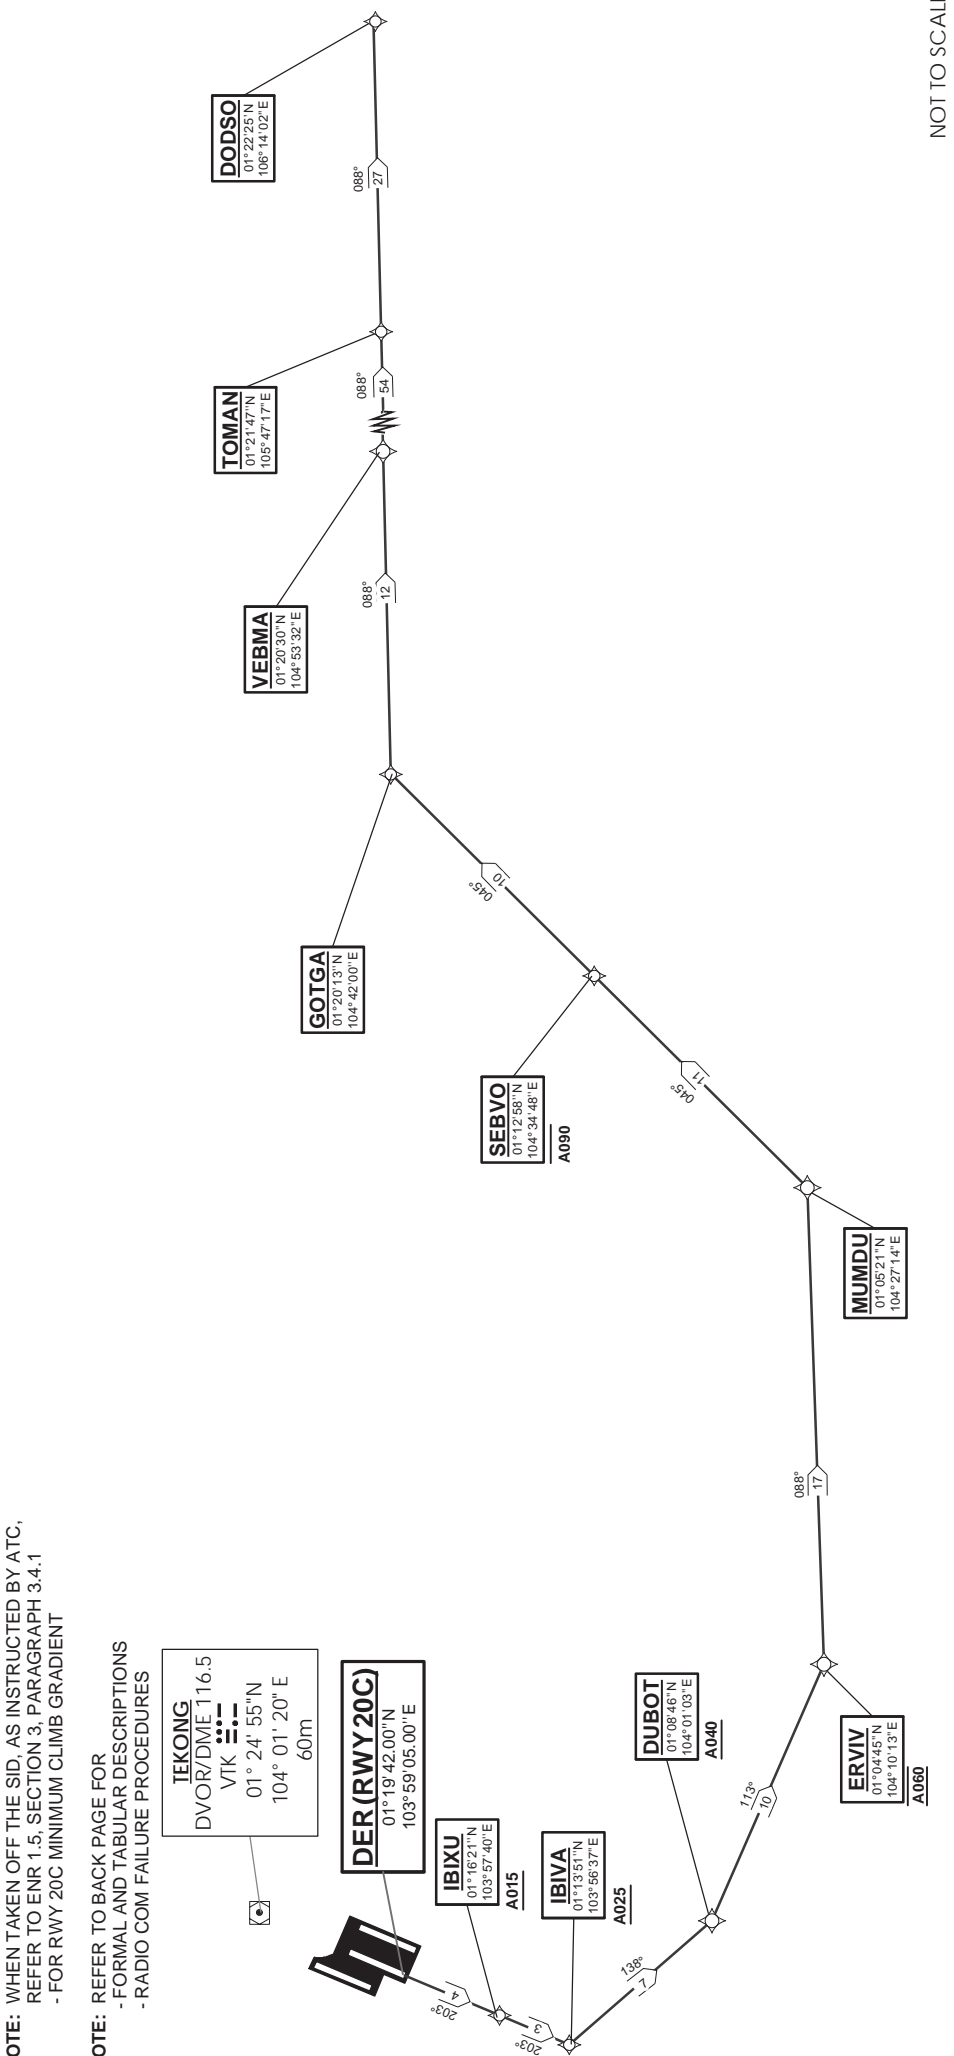 OTE: WHEN TAKEN OFF THE SID, AS INSTRUCTED BY ATC,
REFER TO ENR 1.5, SECTION 3, PARAGRAPH 3.4.1
- FOR RWY 20C MINIMUM CLIMB GRADIENT
OTE: REFER TO BACK PAGE FOR
- FORMAL AND TABULAR DESCRIPTIONS
- RADIO COM FAILURE PROCEDURES
TEKONG
DVOR/DME 116.5
VTK
01° 24' 55"N
104° 01' 20" E
60m
DER (RWY 20C)
01°19'42.00"N
103°59'05.00"E
203°
4
IBIXU
01°16'21"N
103°57'40"E
A015
203°
3
IBIVA
01°13'51"N
103°56'37"E
A025
138°
7
DUBOT
01°08'46"N
104°01'03"E
A040
113°
10
ERVIV
01°04'45"N
104°10'13"E
A060
088°
17
MUMDU
01°05'21"N
104°27'14"E
045°
11
SEBVO
01°12'58"N
104°34'48"E
A090
045°
10
GOTGA
01°20'13"N
104°42'00"E
088°
12
VEBMA
01°20'30"N
104°53'32"E
088°
54
TOMAN
01°21'47"N
105°47'17"E
088°
27
DODSO
01°22'25"N
106°14'02"E
NOT TO SCALE